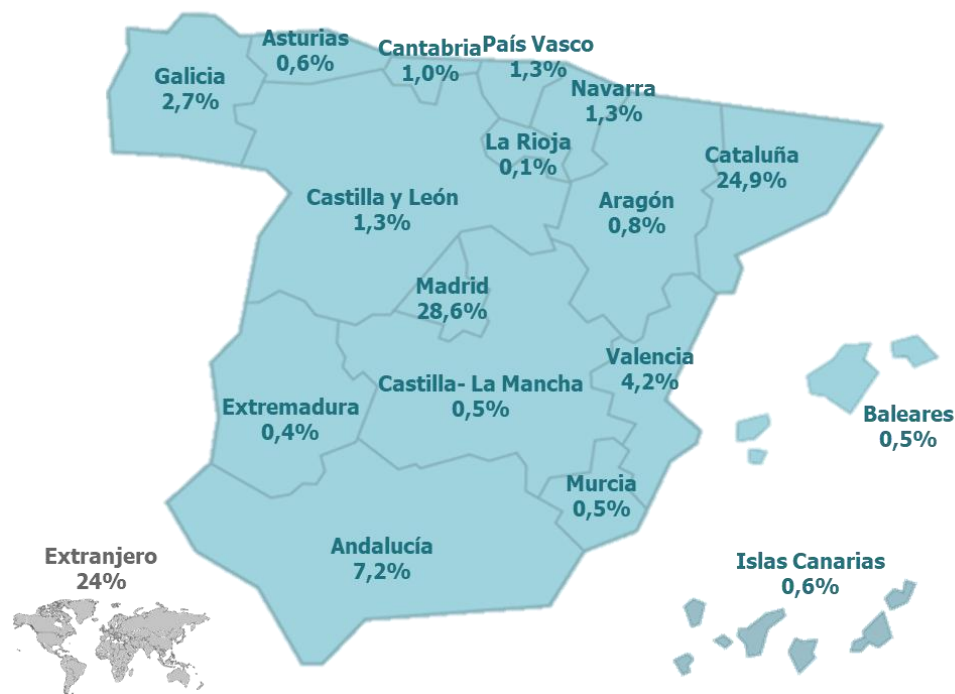 Asturias
0,6%
Cantabria
1,0%
País Vasco
1,3%
Galicia
2,7%
Navarra
1,3%
La Rioja
0,1%
Cataluña
24,9%
Castilla y León
1,3%
Aragón
0,8%
Madrid
28,6%
Valencia
4,2%
Castilla- La Mancha
0,5%
Extremadura
0,4%
Baleares
0,5%
Murcia
0,5%
Andalucía
7,2%
Extranjero
24%
Islas Canarias
0,6%